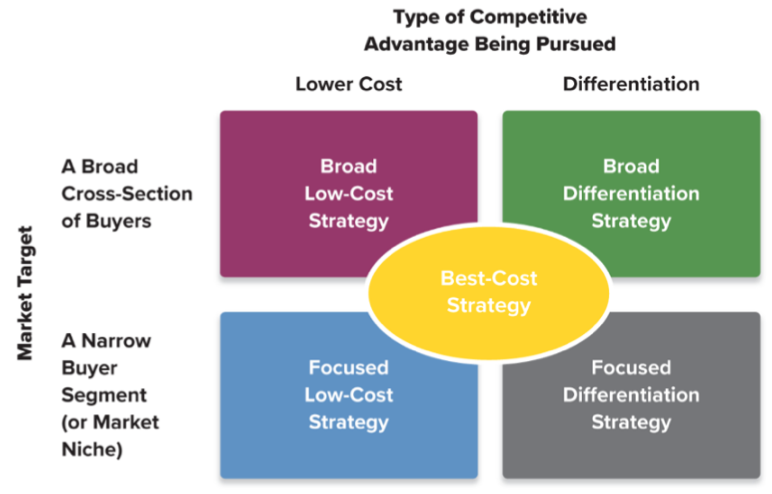 Type of Competitive
Advantage Being Pursued
Lower Cost
Differentiation
Market Target
A Broad
Cross-Section
of Buyers
Broad
Low-Cost
Strategy
Broad
Differentiation
Strategy
Best-Cost
Strategy
A Narrow
Buyer
Segment
(or Market
Niche)
Focused
Low-Cost
Strategy
Focused
Differentiation
Strategy